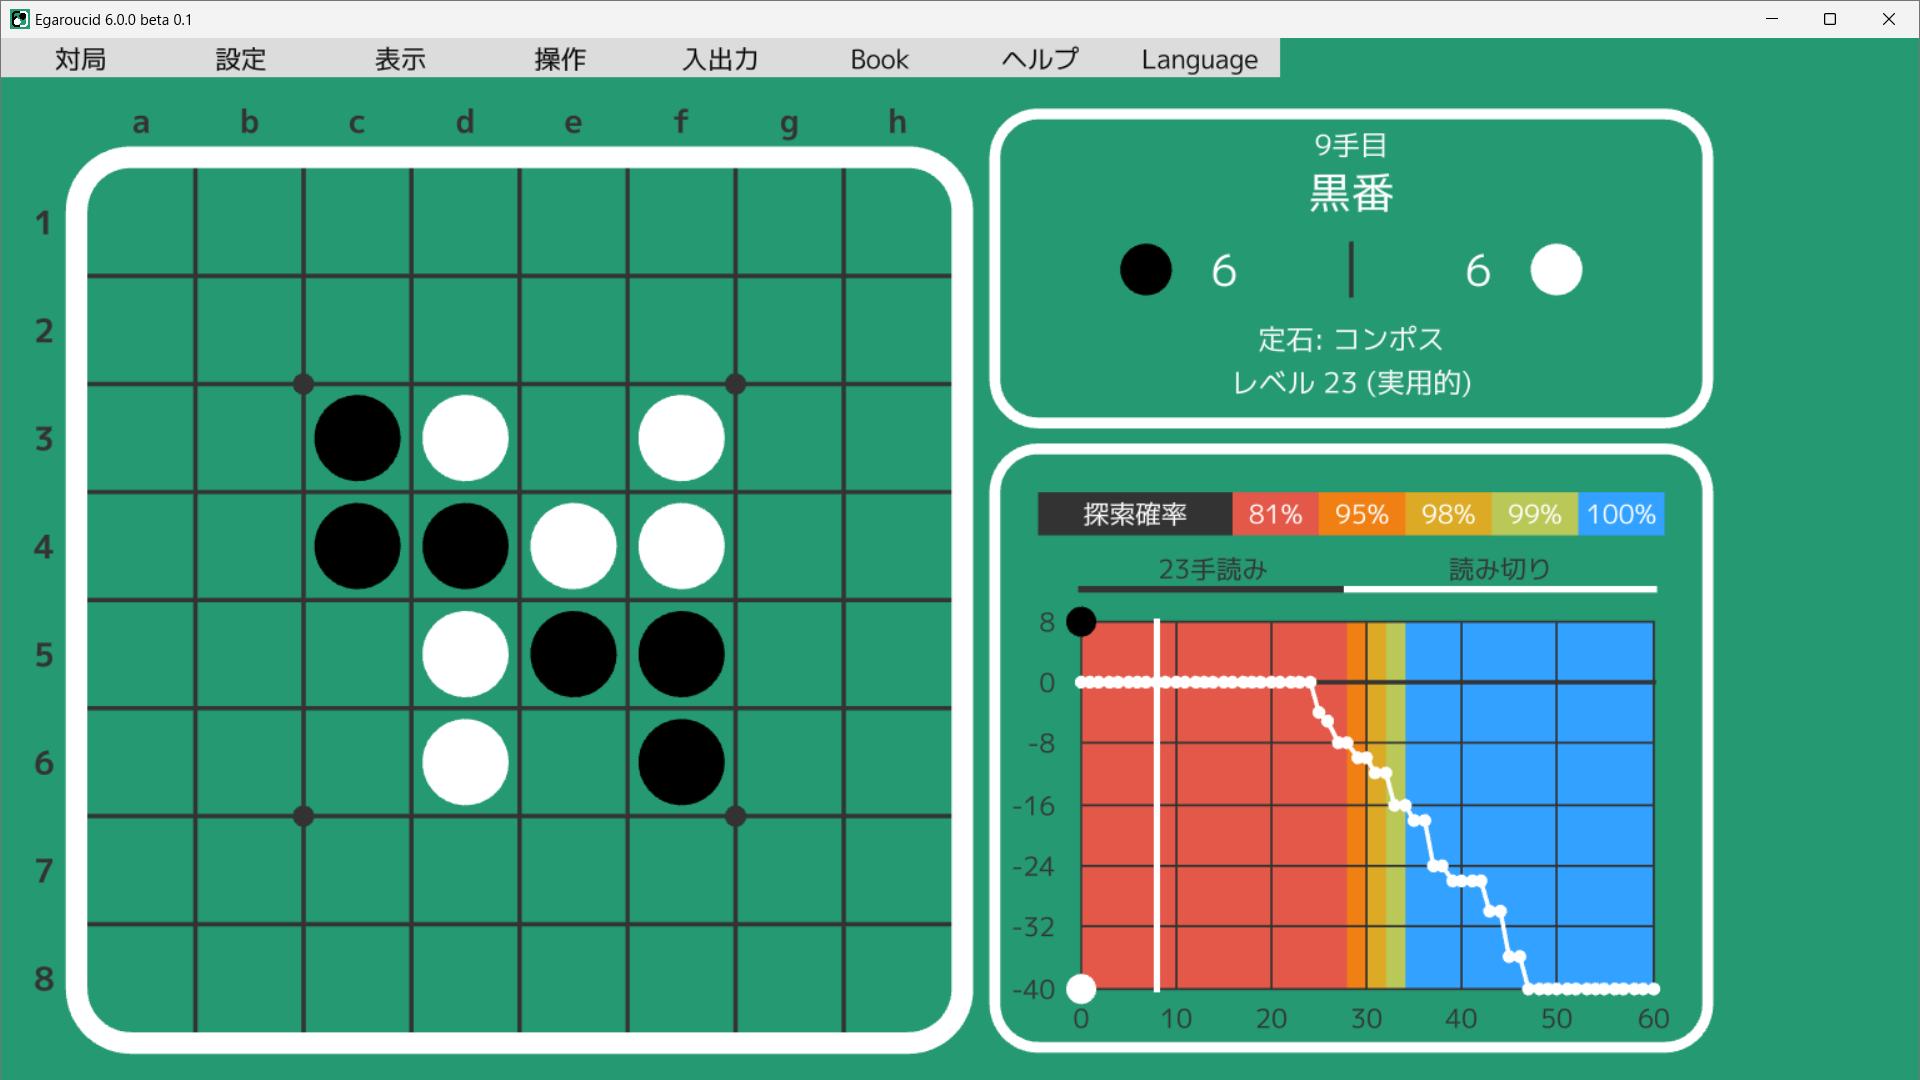 Egaroucid 6.0.0 beta 0.1
対局 設定 表示 操作 入出力 Book ヘルプ Language
a b c d e f g h
1
2
3
4
5
6
7
8
9手目
黒番
6 6
定石: コンポス
レベル 23 (実用的)
探索確率 81% 95% 98% 99% 100%
23手読み 読み切り
8
0
-8
-16
-24
-32
-40
0 10 20 30 40 50 60